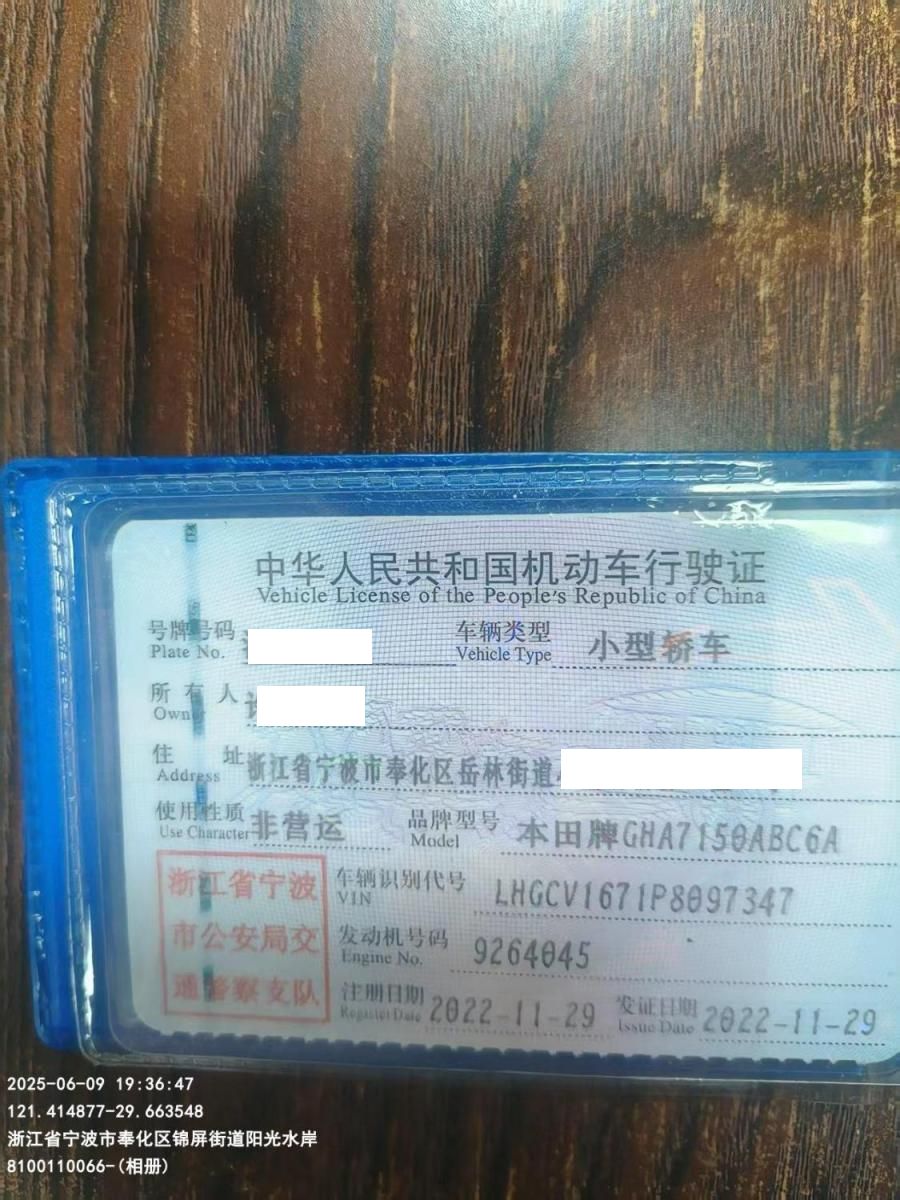 中华人民共和国机动车行驶证
Vehicle License of the People's Republic of China
号牌号码
Plate No.
车辆类型 小型轿车
Vehicle Type
所有人
Owner
住址 浙江省宁波市奉化区岳林街道
Address
使用性质 非营运
Use Character
品牌型号 本田牌GHA7150ABC6A
Model
浙江省宁波
市公安局交
通警察支队
车辆识别代号 LHGCV1671P8097347
VIN
发动机号码 9264045
Engine No.
注册日期 2022-11-29
Register Date
发证日期 2022-11-29
Issue Date
2025-06-09 19:36:47
121.414877-29.663548
浙江省宁波市奉化区锦屏街道阳光水岸
8100110066-(相册)